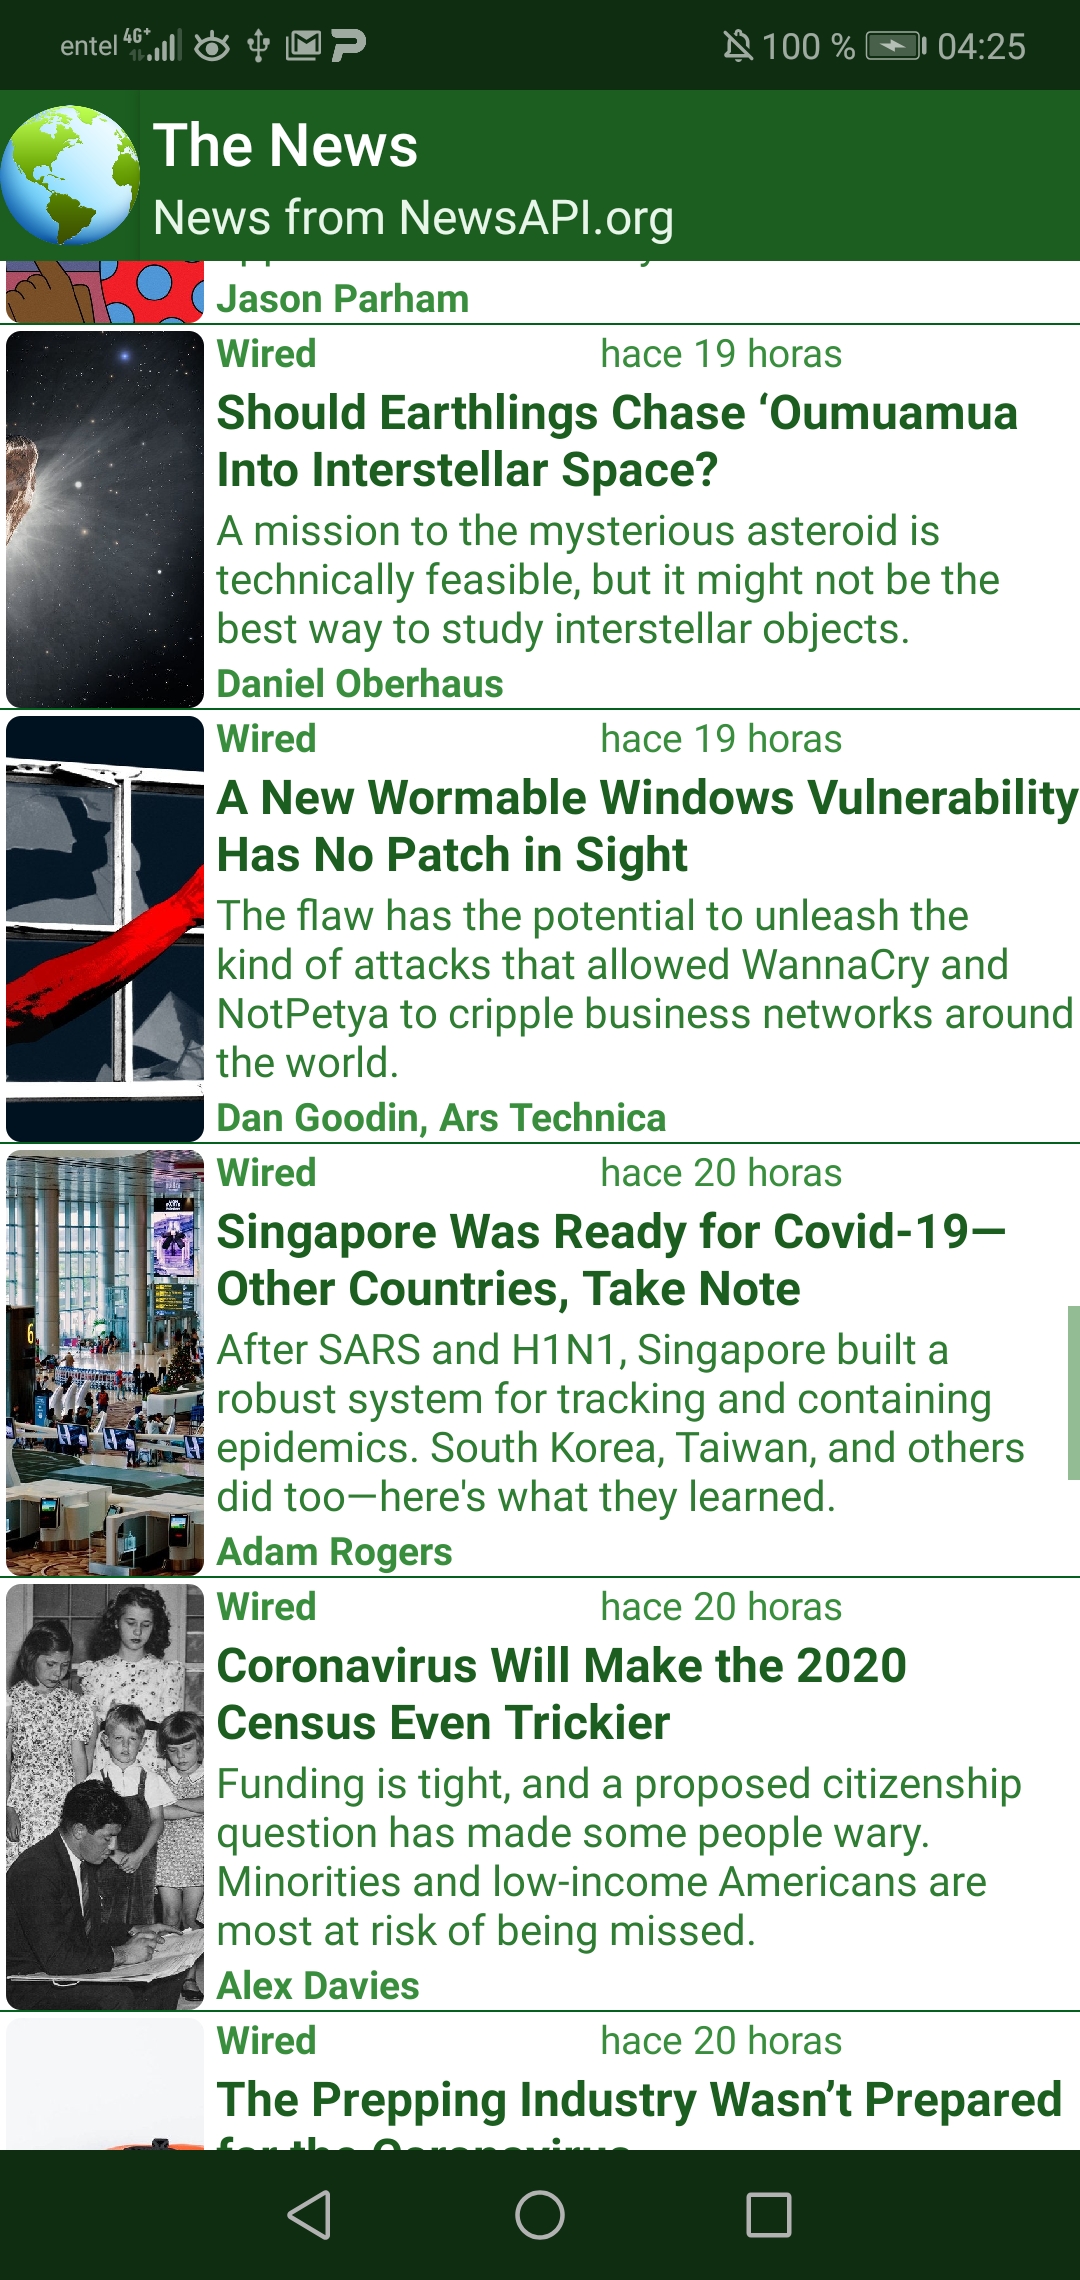 entel 4G+ 100 % 04:25
The News
News from NewsAPI.org
Jason Parham
Wired hace 19 horas
Should Earthlings Chase ‘Oumuamua
Into Interstellar Space?
A mission to the mysterious asteroid is
technically feasible, but it might not be the
best way to study interstellar objects.
Daniel Oberhaus
Wired hace 19 horas
A New Wormable Windows Vulnerability
Has No Patch in Sight
The flaw has the potential to unleash the
kind of attacks that allowed WannaCry and
NotPetya to cripple business networks around
the world.
Dan Goodin, Ars Technica
Wired hace 20 horas
Singapore Was Ready for Covid-19—
Other Countries, Take Note
After SARS and H1N1, Singapore built a
robust system for tracking and containing
epidemics. South Korea, Taiwan, and others
did too—here's what they learned.
Adam Rogers
6
Wired hace 20 horas
Coronavirus Will Make the 2020
Census Even Trickier
Funding is tight, and a proposed citizenship
question has made some people wary.
Minorities and low-income Americans are
most at risk of being missed.
Alex Davies
Wired hace 20 horas
The Prepping Industry Wasn’t Prepared
for the Coronavirus